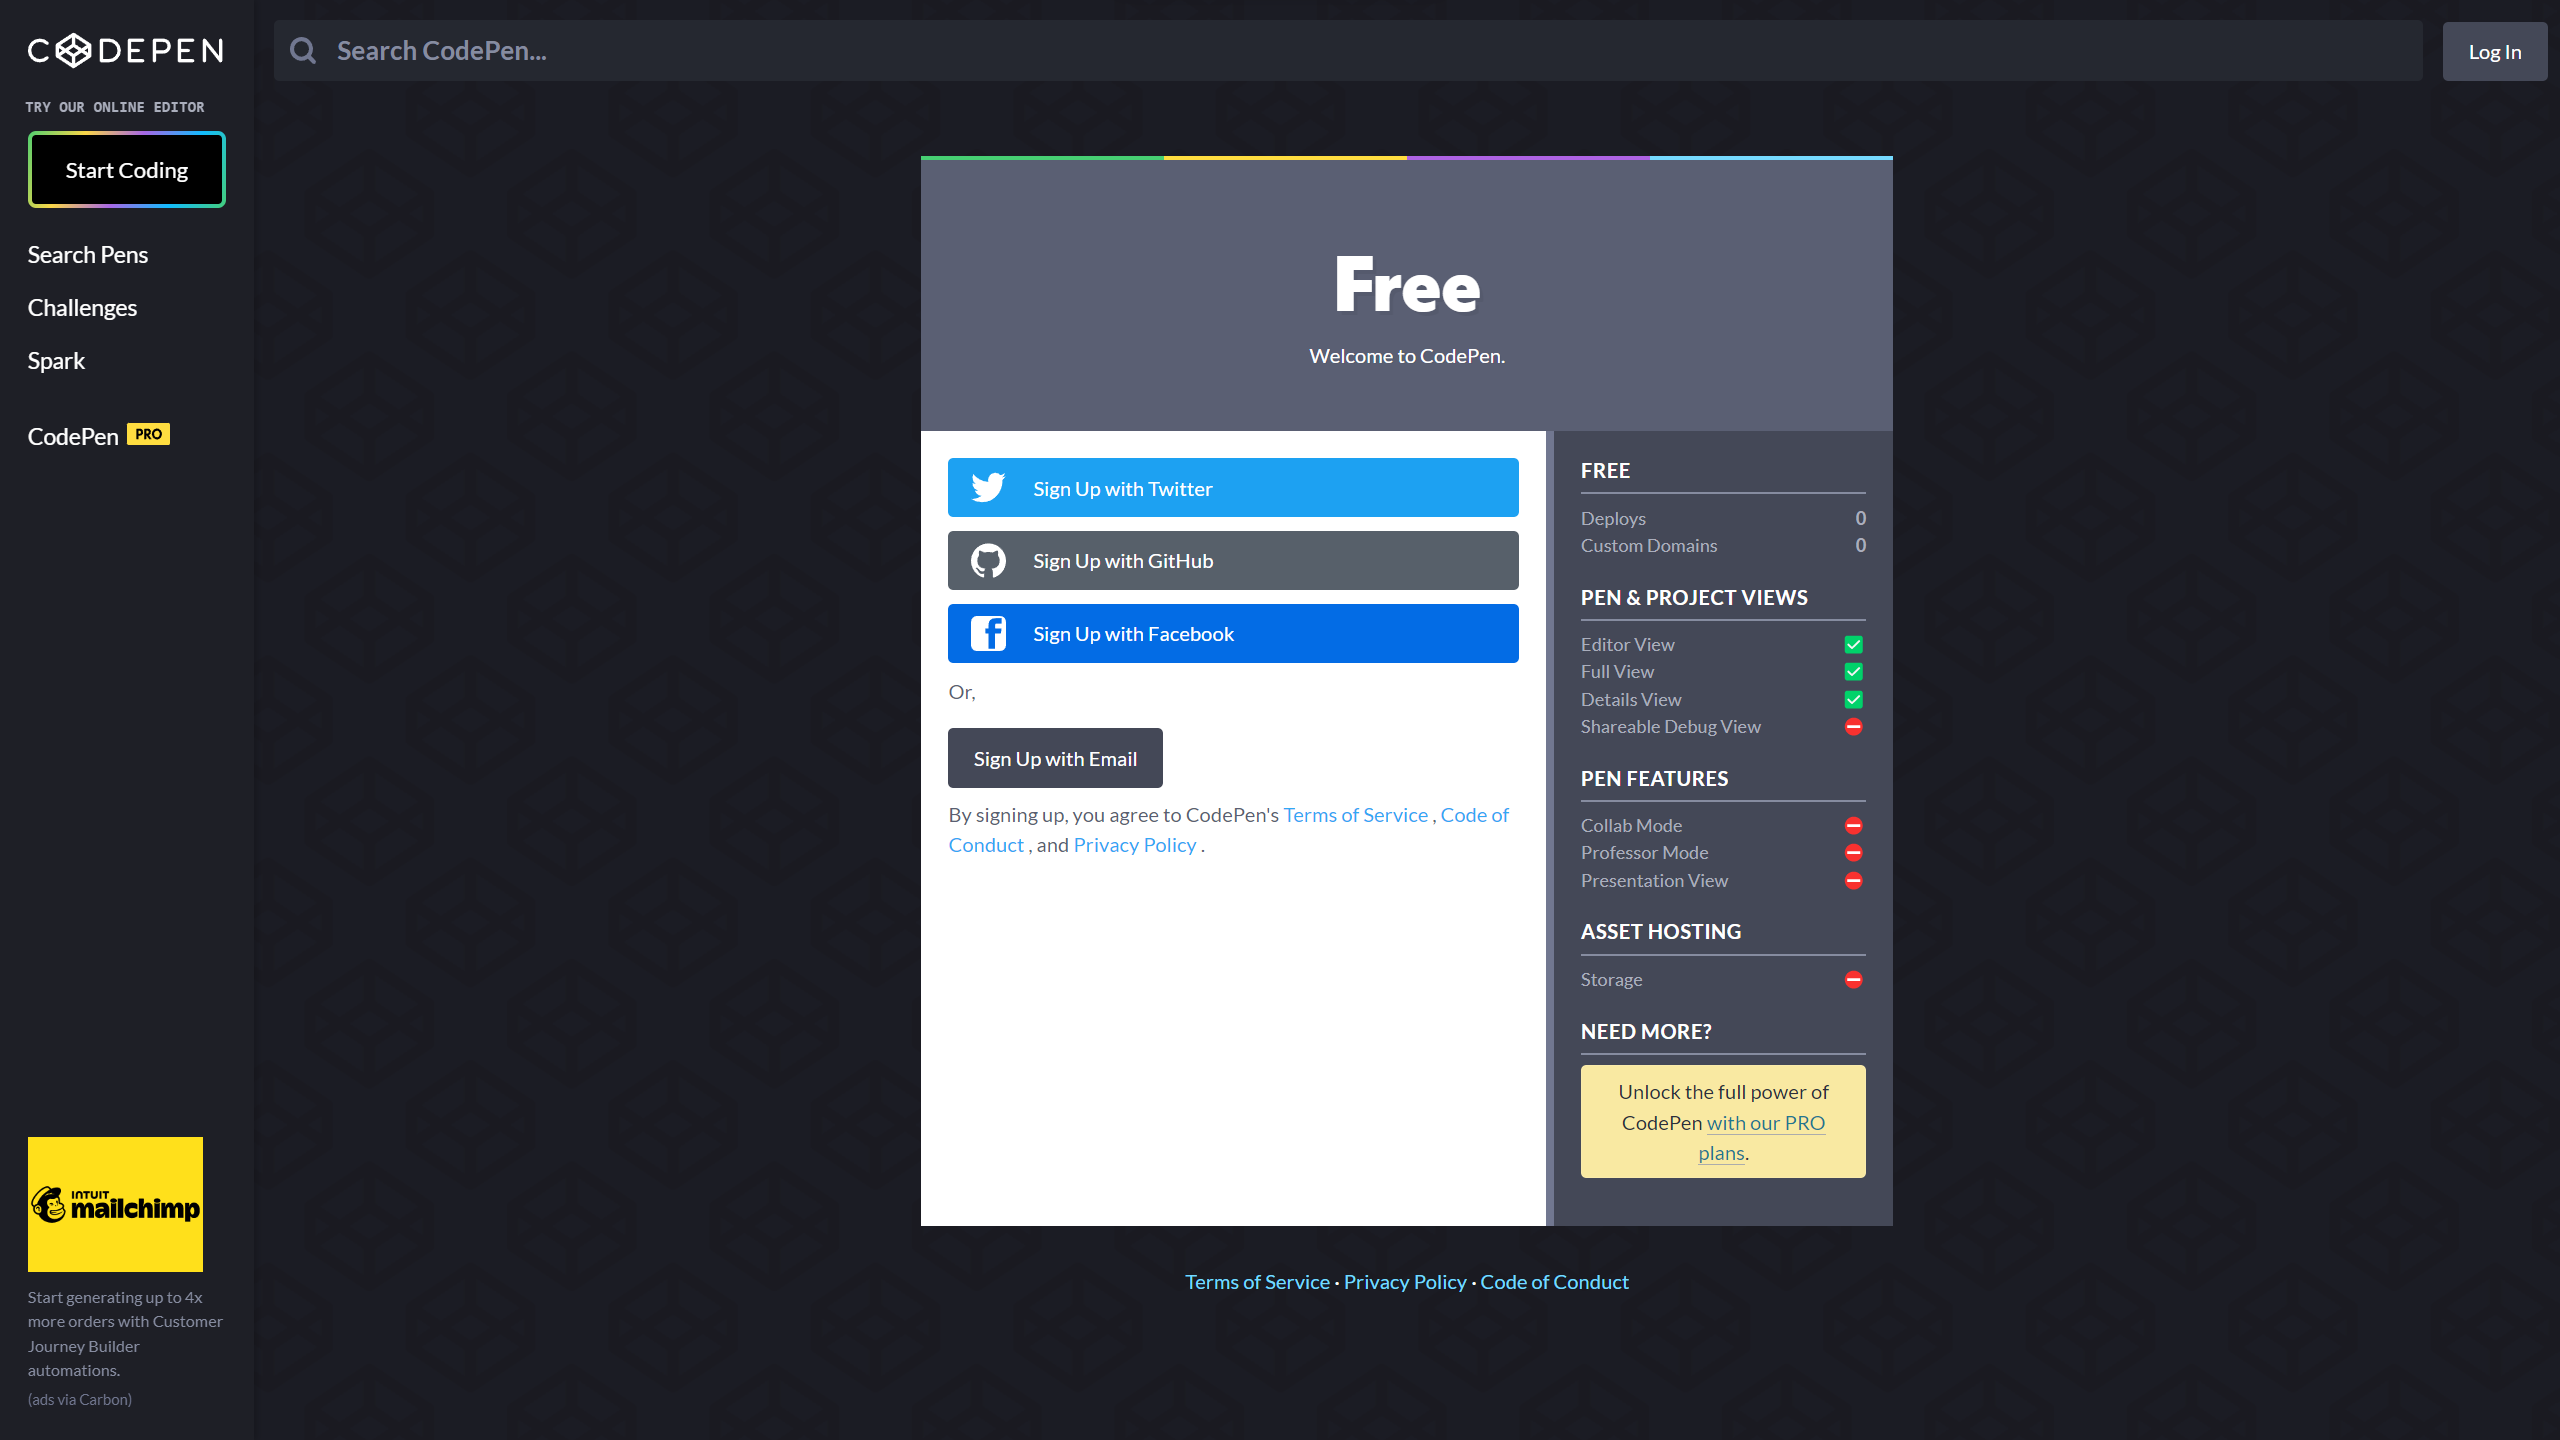 CODEPEN
TRY OUR ONLINE EDITOR
Start Coding
Search Pens
Challenges
Spark
CodePen PRO
INTUIT
mailchimp
Start generating up to 4x
more orders with Customer
Journey Builder
automations.
(ads via Carbon)
Search CodePen...
Log In
Free
Welcome to CodePen.
Sign Up with Twitter
Sign Up with GitHub
Sign Up with Facebook
Or,
Sign Up with Email
By signing up, you agree to CodePen's Terms of Service , Code of
Conduct , and Privacy Policy .
FREE
Deploys 0
Custom Domains 0
PEN & PROJECT VIEWS
Editor View
Full View
Details View
Shareable Debug View
PEN FEATURES
Collab Mode
Professor Mode
Presentation View
ASSET HOSTING
Storage
NEED MORE?
Unlock the full power of
CodePen with our PRO
plans.
Terms of Service · Privacy Policy · Code of Conduct